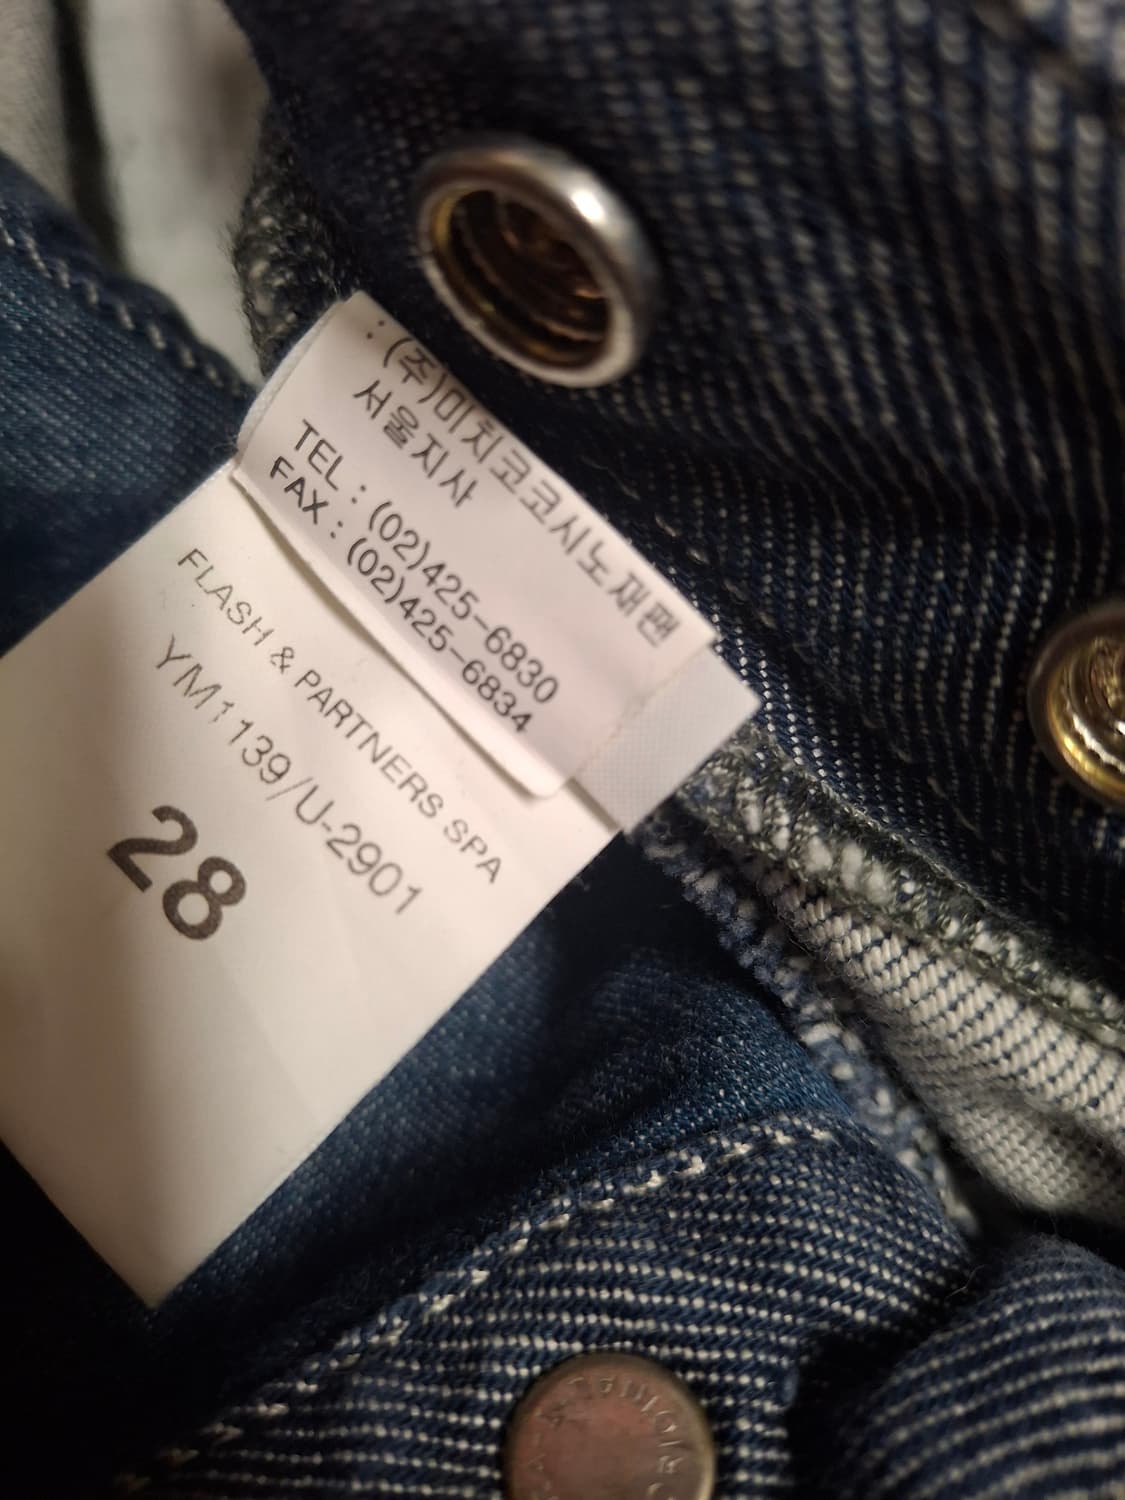 : (주)미치코코시노재팬
서울지사
TEL : (02)425-6830
FAX : (02)425-6834
FLASH & PARTNERS SPA
YM1139/U-2901
28